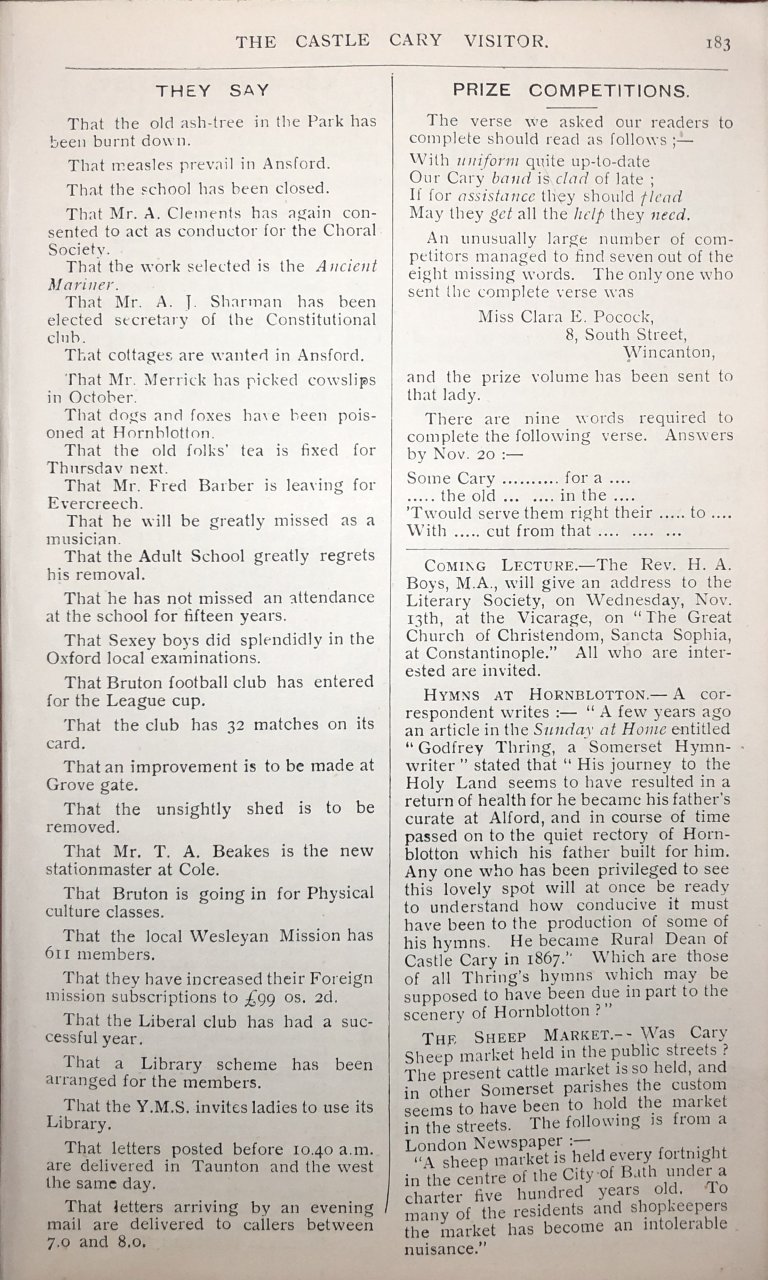 THE CASTLE CARY VISITOR. 183
THEY SAY
That the old ash-tree in the Park has
been burnt down.
That measles prevail in Ansford.
That the school has been closed.
That Mr. A. Clements has again con-
sented to act as conductor for the Choral
Society.
That the work selected is the Ancient
Mariner.
That Mr. A. J. Sharman has been
elected secretary of the Constitutional
club.
That cottages are wanted in Ansford.
That Mr. Merrick has picked cowslips
in October.
That dogs and foxes have been pois-
oned at Hornblotton.
That the old folks' tea is fixed for
Thursday next.
That Mr. Fred Barber is leaving for
Evercreech.
That he will be greatly missed as a
musician.
That the Adult School greatly regrets
his removal.
That he has not missed an attendance
at the school for fifteen years.
That Sexey boys did splendidly in the
Oxford local examinations.
That Bruton football club has entered
for the League cup.
That the club has 32 matches on its
card.
That an improvement is to be made at
Grove gate.
That the unsightly shed is to be
removed.
That Mr. T. A. Beakes is the new
stationmaster at Cole.
That Bruton is going in for Physical
culture classes.
That the local Wesleyan Mission has
611 members.
That they have increased their Foreign
mission subscriptions to £99 0s. 2d.
That the Liberal club has had a suc-
cessful year.
That a Library scheme has been
arranged for the members.
That the Y.M.S. invites ladies to use its
Library.
That letters posted before 10.40 a.m.
are delivered in Taunton and the west
the same day.
That letters arriving by an evening
mail are delivered to callers between
7.0 and 8.0.
PRIZE COMPETITIONS.
The verse we asked our readers to
complete should read as follows ;—
With uniform quite up-to-date
Our Cary band is clad of late ;
If for assistance they should plead
May they get all the help they need.
An unusually large number of com-
petitors managed to find seven out of the
eight missing words. The only one who
sent the complete verse was
Miss Clara E. Pocock,
8, South Street,
Wincanton,
and the prize volume has been sent to
that lady.
There are nine words required to
complete the following verse. Answers
by Nov. 20 :—
Some Cary .......... for a ....
..... the old ... .... in the ....
'Twould serve them right their ..... to ....
With ..... cut from that .... .... ...
COMING LECTURE.—The Rev. H. A.
Boys, M.A., will give an address to the
Literary Society, on Wednesday, Nov.
13th, at the Vicarage, on "The Great
Church of Christendom, Sancta Sophia,
at Constantinople." All who are inter-
ested are invited.
HYMNS AT HORNBLOTTON.— A cor-
respondent writes :— " A few years ago
an article in the Sunday at Home entitled
" Godfrey Thring, a Somerset Hymn-
writer " stated that " His journey to the
Holy Land seems to have resulted in a
return of health for he became his father's
curate at Alford, and in course of time
passed on to the quiet rectory of Horn-
blotton which his father built for him.
Any one who has been privileged to see
this lovely spot will at once be ready
to understand how conducive it must
have been to the production of some of
his hymns. He became Rural Dean of
Castle Cary in 1867." Which are those
of all Thring's hymns which may be
supposed to have been due in part to the
scenery of Hornblotton ? "
THE SHEEP MARKET.-- Was Cary
Sheep market held in the public streets ?
The present cattle market is so held, and
in other Somerset parishes the custom
seems to have been to hold the market
in the streets. The following is from a
London Newspaper :—
"A sheep market is held every fortnight
in the centre of the City of Bath under a
charter five hundred years old. To
many of the residents and shopkeepers
the market has become an intolerable
nuisance."